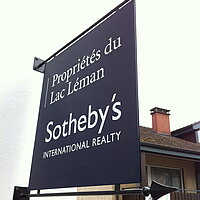 Propriétés du
Lac Léman
Sotheby's
INTERNATIONAL REALTY